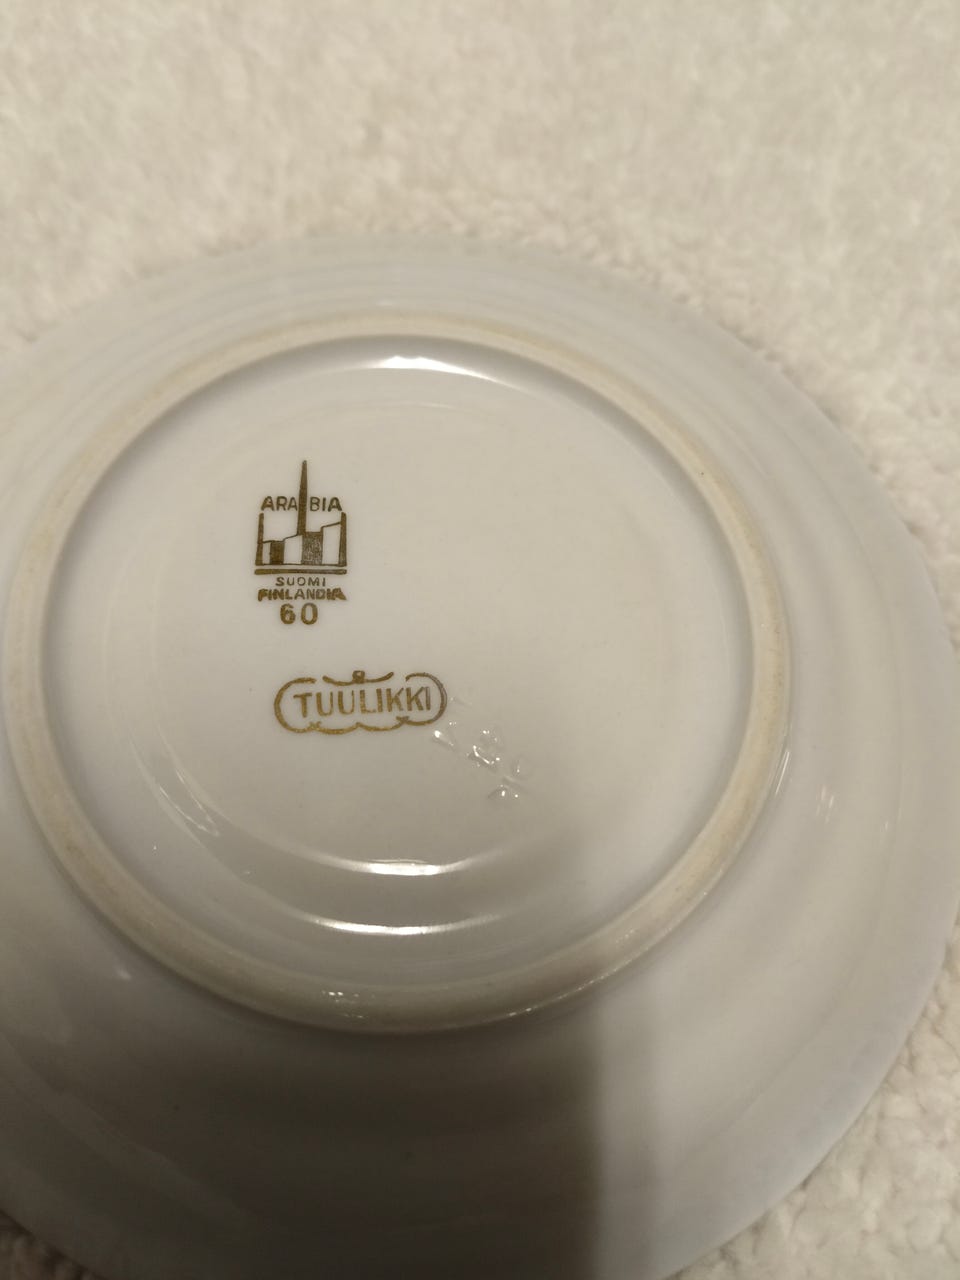 ARABIA
SUOMI
FINLANDIA
60
TUULIKKI